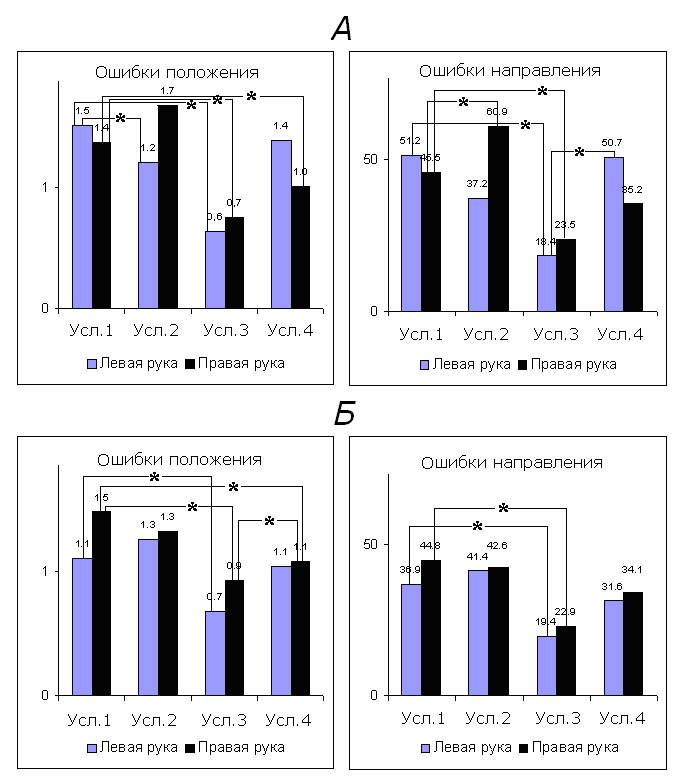 А
Ошибки положения
1
0
1.5
1.4
1.2
1.7
0,6
0,7
1.4
1.0
* * * *
Усл.1 Усл.2 Усл.3 Усл.4
Левая рука Правая рука
Ошибки направления
50
0
51.2
45.5
37.2
60.9
18.4
23.5
50.7
35.2
* * * *
Усл.1 Усл.2 Усл.3 Усл.4
Левая рука Правая рука
Б
Ошибки положения
1
0
1.1
1.5
1.3
1.3
0.7
0.9
1.1
1.1
* * * *
Усл.1 Усл.2 Усл.3 Усл.4
Левая рука Правая рука
Ошибки направления
50
0
36.9
44.8
41.4
42.6
19.4
22.9
31.6
34.1
* *
Усл.1 Усл.2 Усл.3 Усл.4
Левая рука Правая рука